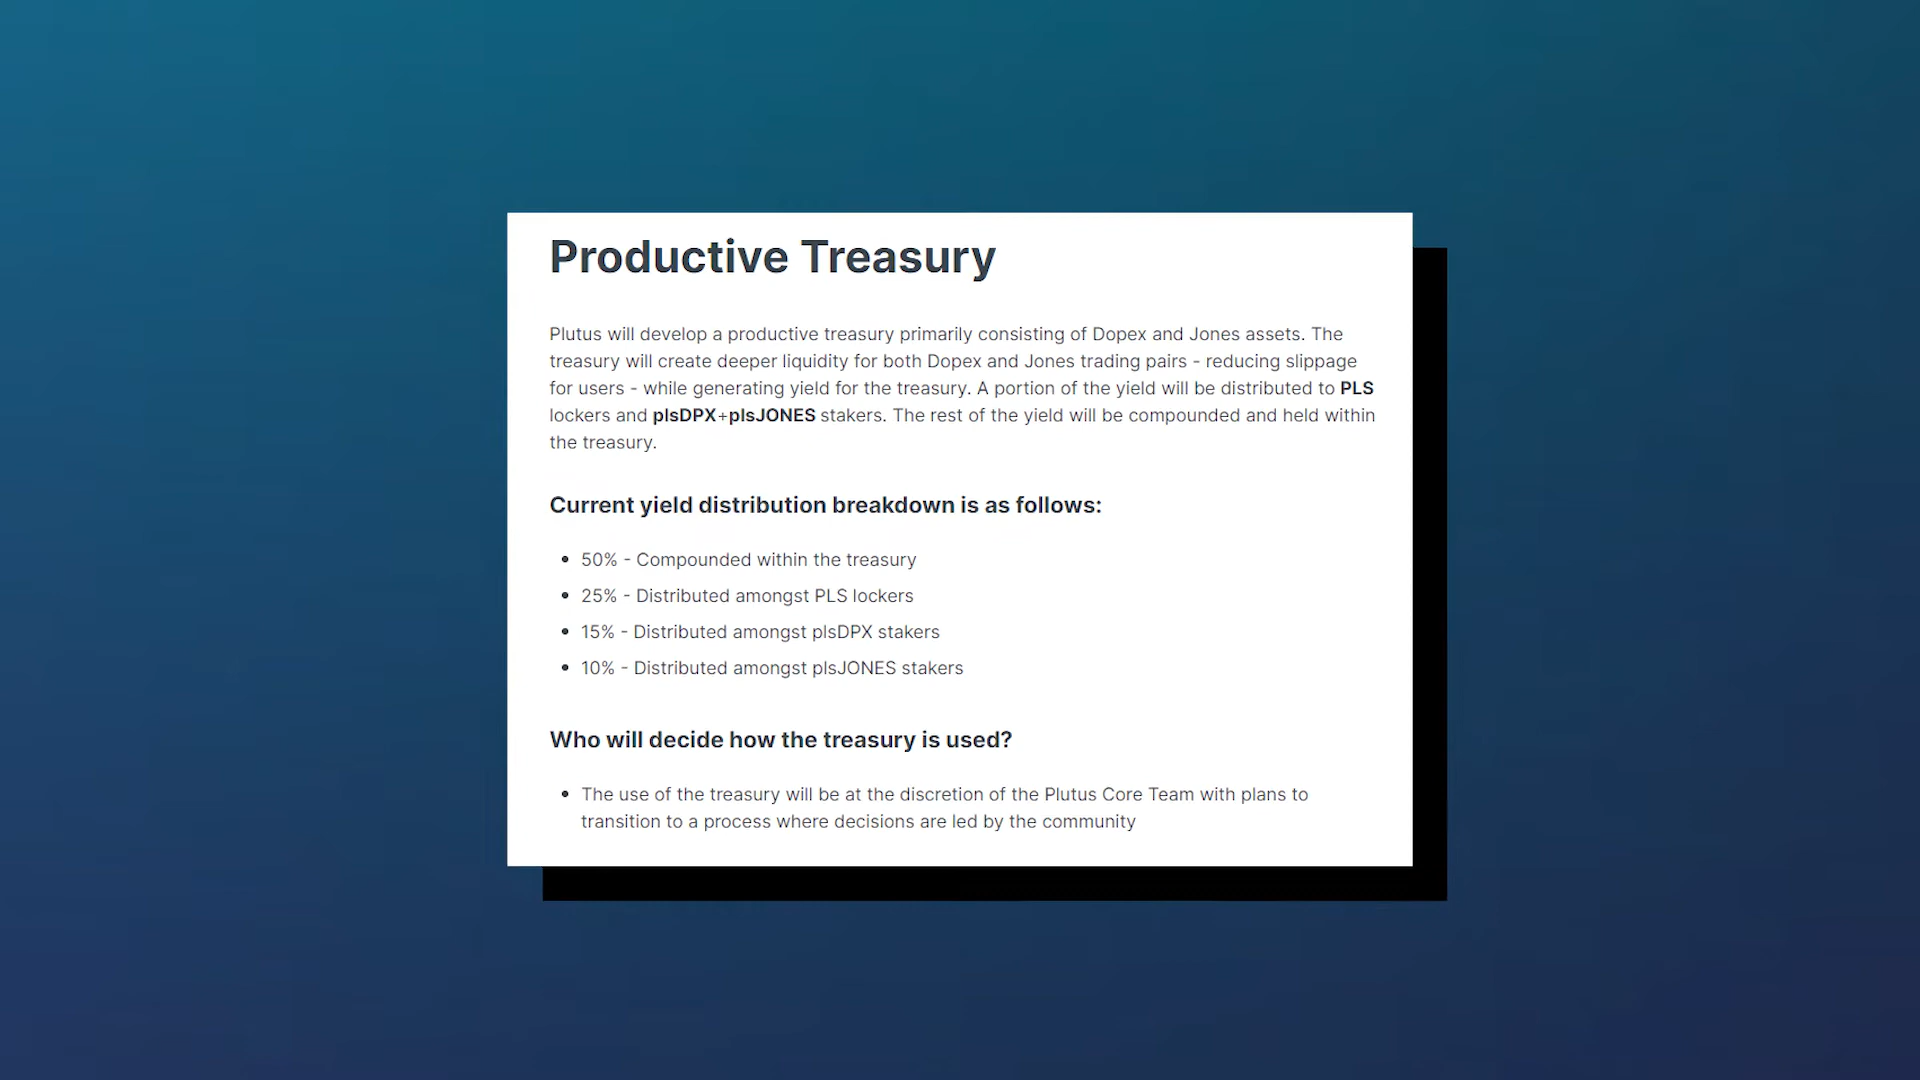 Productive Treasury
Plutus will develop a productive treasury primarily consisting of Dopex and Jones assets. The
treasury will create deeper liquidity for both Dopex and Jones trading pairs - reducing slippage
for users - while generating yield for the treasury. A portion of the yield will be distributed to PLS
lockers and plsDPX+plsJONES stakers. The rest of the yield will be compounded and held within
the treasury.
Current yield distribution breakdown is as follows:
• 50% - Compounded within the treasury
• 25% - Distributed amongst PLS lockers
• 15% - Distributed amongst plsDPX stakers
• 10% - Distributed amongst plsJONES stakers
Who will decide how the treasury is used?
• The use of the treasury will be at the discretion of the Plutus Core Team with plans to
transition to a process where decisions are led by the community